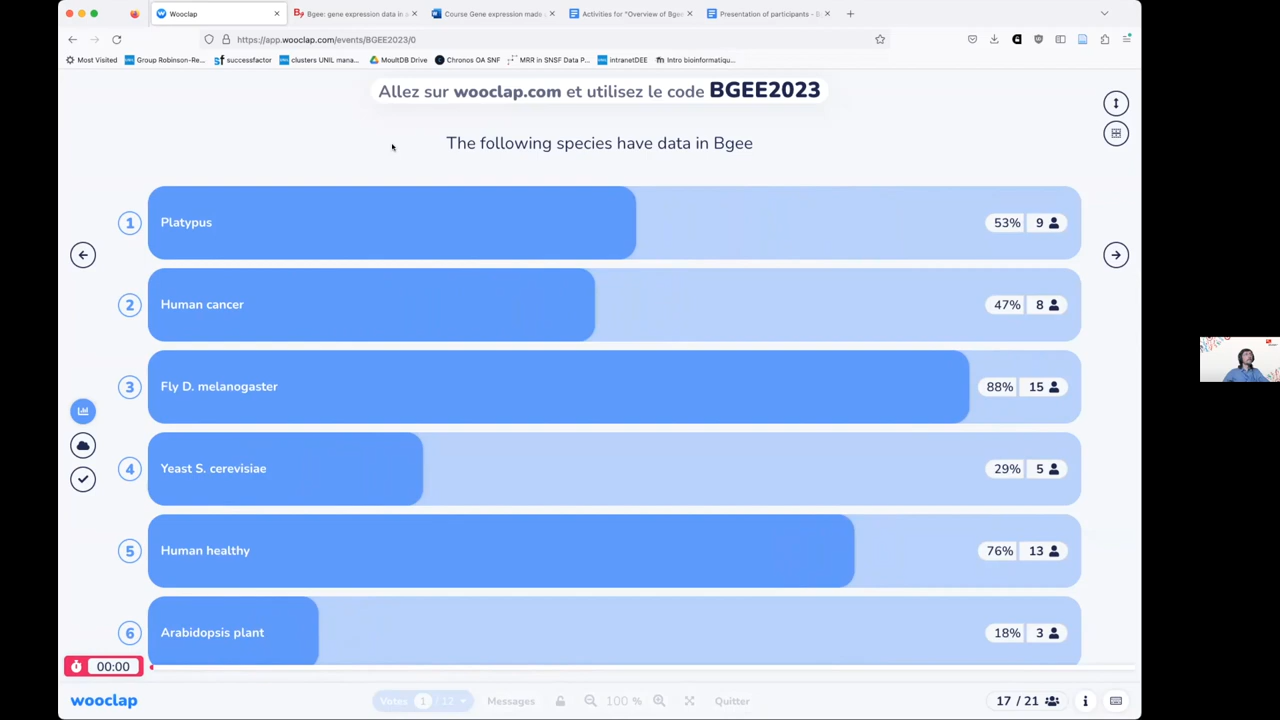 Wooclap
Bgee: gene expression data in a
Course Gene expression made
Activities for "Overview of Bgee
Presentation of participants -
https://app.wooclap.com/events/BGEE2023/0
Most Visited
Group Robinson-Re...
successfactor
clusters UNIL mana...
MoultDB Drive
Chronos OA SNF
MRR in SNSF Data P...
intranetDEE
Intro bioinformatiqu...
Allez sur wooclap.com et utilisez le code BGEE2023
The following species have data in Bgee
1 Platypus 53% 9
2 Human cancer 47% 8
3 Fly D. melanogaster 88% 15
4 Yeast S. cerevisiae 29% 5
5 Human healthy 76% 13
6 Arabidopsis plant 18% 3
00:00
wooclap Votes 1 / 12 Messages 100 % Quitter 17 / 21